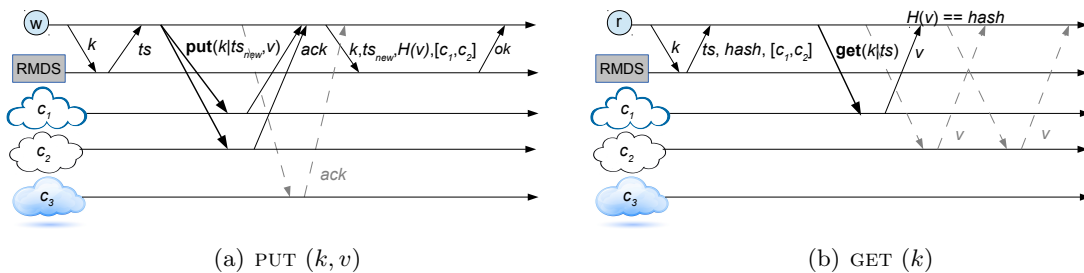 w
k
ts
put(k|ts_new,v)
ack
k,ts_new,H(v),[c_1,c_2]
ok
RMDS
c_1
c_2
ack
c_3
(a) PUT (k, v)
H(v) == hash
r
k
ts, hash, [c_1,c_2]
get(k|ts)
v
RMDS
c_1
v
v
c_2
c_3
(b) GET (k)